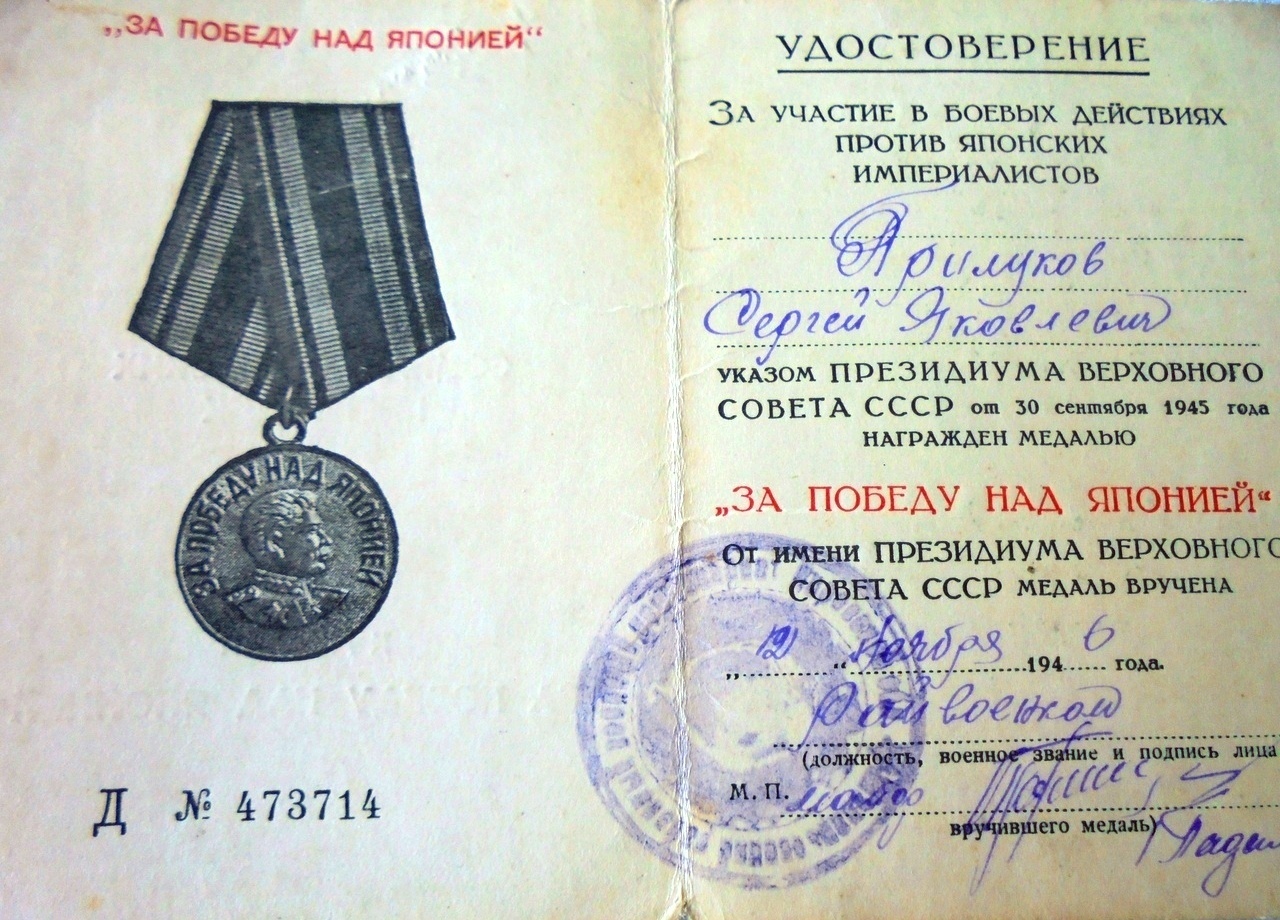 „ЗА ПОБЕДУ НАД ЯПОНИЕЙ“
ЗА ПОБЕДУ НАД ЯПОНИЕЙ
Д № 473714
УДОСТОВЕРЕНИЕ
ЗА УЧАСТИЕ В БОЕВЫХ ДЕЙСТВИЯХ
ПРОТИВ ЯПОНСКИХ
ИМПЕРИАЛИСТОВ
Прилуков
Сергей Яковлевич
УКАЗОМ ПРЕЗИДИУМА ВЕРХОВНОГО
СОВЕТА СССР от 30 сентября 1945 года
НАГРАЖДЕН МЕДАЛЬЮ
„ЗА ПОБЕДУ НАД ЯПОНИЕЙ“
ОТ ИМЕНИ ПРЕЗИДИУМА ВЕРХОВНОГО
СОВЕТА СССР МЕДАЛЬ ВРУЧЕНА
„12“ ноября 1946 года.
Райвоенком
(должность, военное звание и подпись лица
М. П. майор
вручившего медаль)